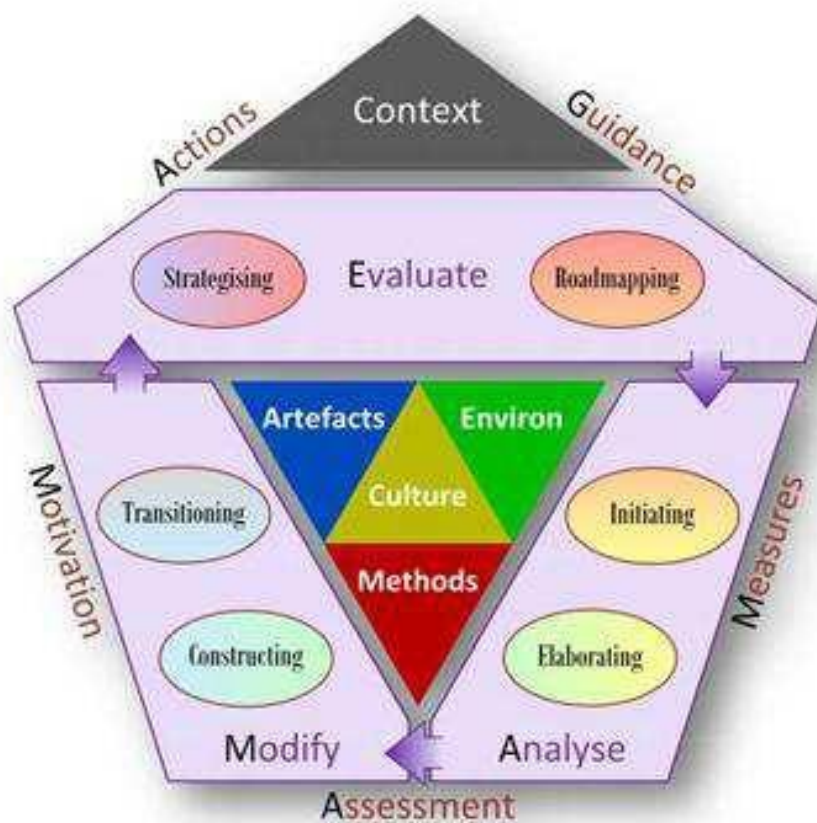 Context
Actions
Guidance
Strategising
Evaluate
Roadmapping
Artefacts
Environ
Culture
Methods
Motivation
Transitioning
Initiating
Measures
Constructing
Elaborating
Modify
Analyse
Assessment